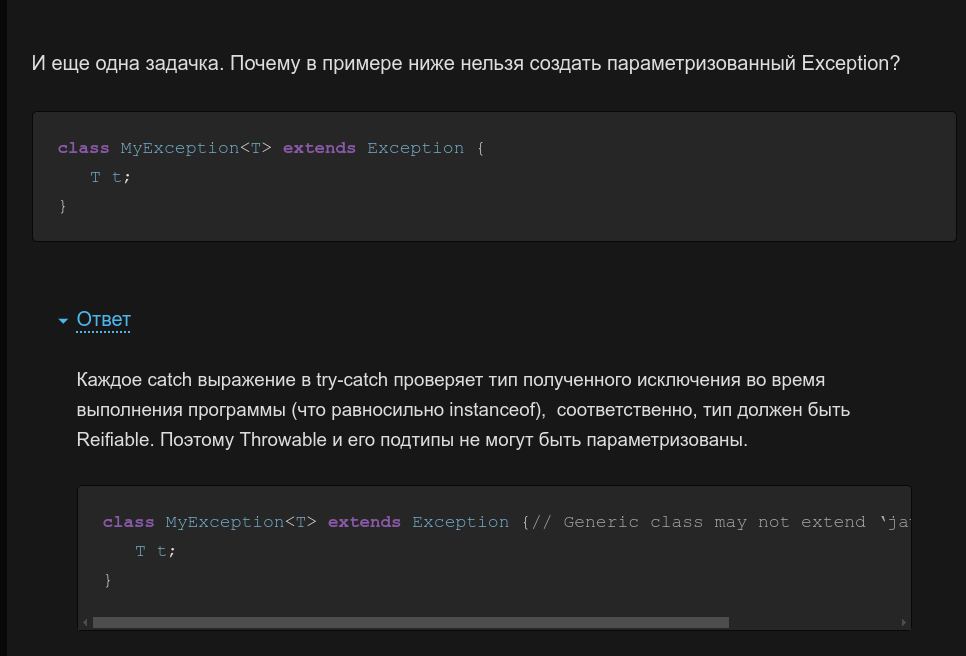 И еще одна задачка. Почему в примере ниже нельзя создать параметризованный Exception?
class MyException<T> extends Exception {
T t;
}
Ответ
Каждое catch выражение в try-catch проверяет тип полученного исключения во время
выполнения программы (что равносильно instanceof),  соответственно, тип должен быть
Reifiable. Поэтому Throwable и его подтипы не могут быть параметризованы.
class MyException<T> extends Exception {// Generic class may not extend ‘ja
T t;
}